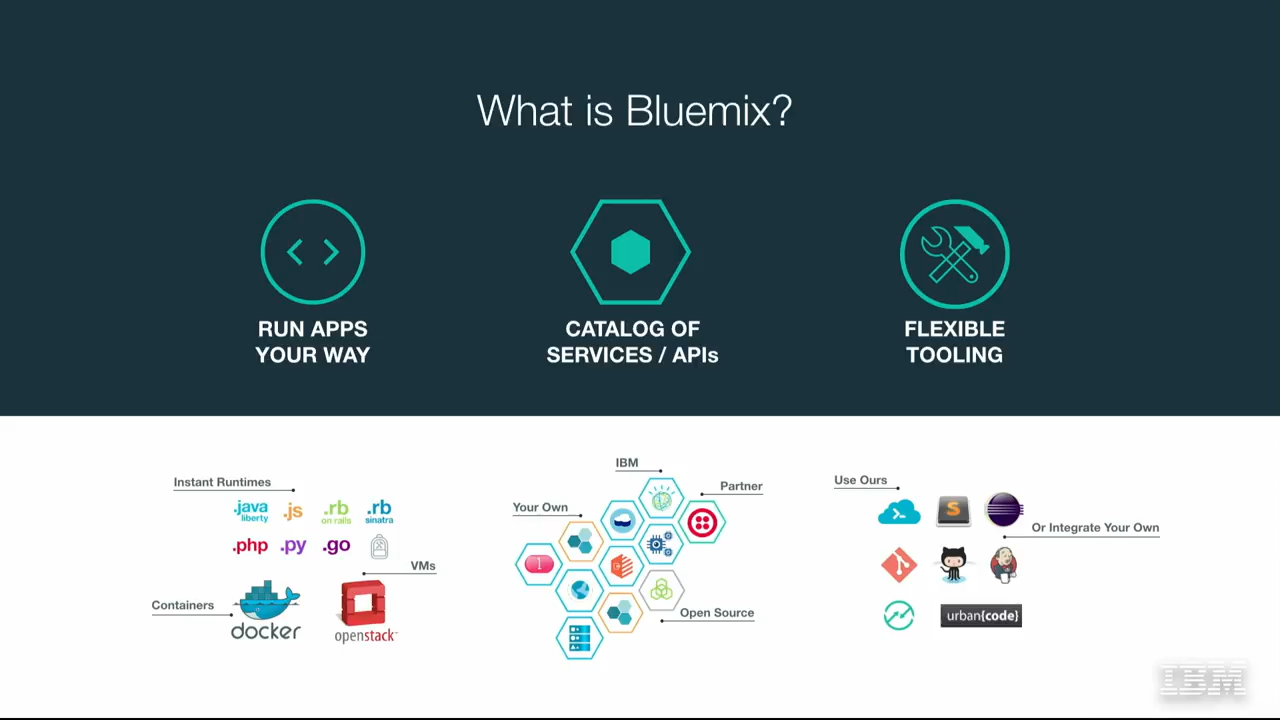 What is Bluemix?
RUN APPS
YOUR WAY
CATALOG OF
SERVICES / APIs
FLEXIBLE
TOOLING
Instant Runtimes
.java
liberty
.js
.rb
on rails
.rb
sinatra
.php
.py
.go
VMs
Containers
docker
openstack
IBM
Partner
Your Own
1
Open Source
Use Ours
S
Or Integrate Your Own
urban{code}
IBM